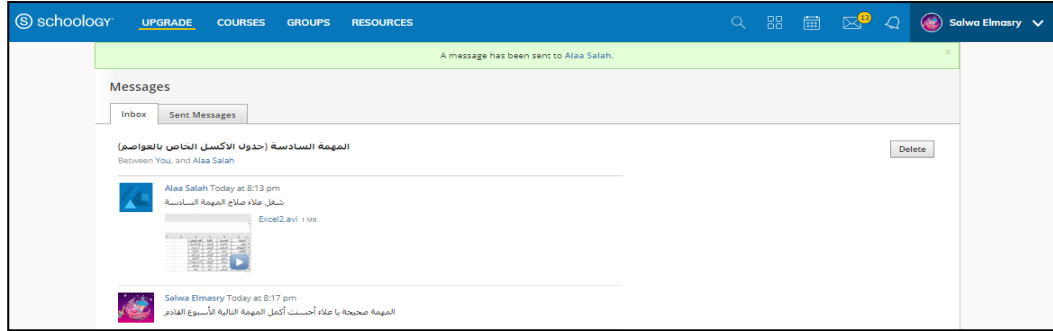 schoology UPGRADE COURSES GROUPS RESOURCES 13 Salwa Elmasry
A message has been sent to Alaa Salah. x
Messages
Inbox Sent Messages
المهمة السادسة (جدول الاكسل الخاص بالعواصم)
Delete
Between You, and Alaa Salah
Alaa Salah Today at 8:13 pm
شغل علاء صلاح المهمة السادسة
Excel2.avi 1 MB
Salwa Elmasry Today at 8:17 pm
المهمة صحيحة يا علاء أحسنت أكمل المهمة التالية الأسبوع القادم